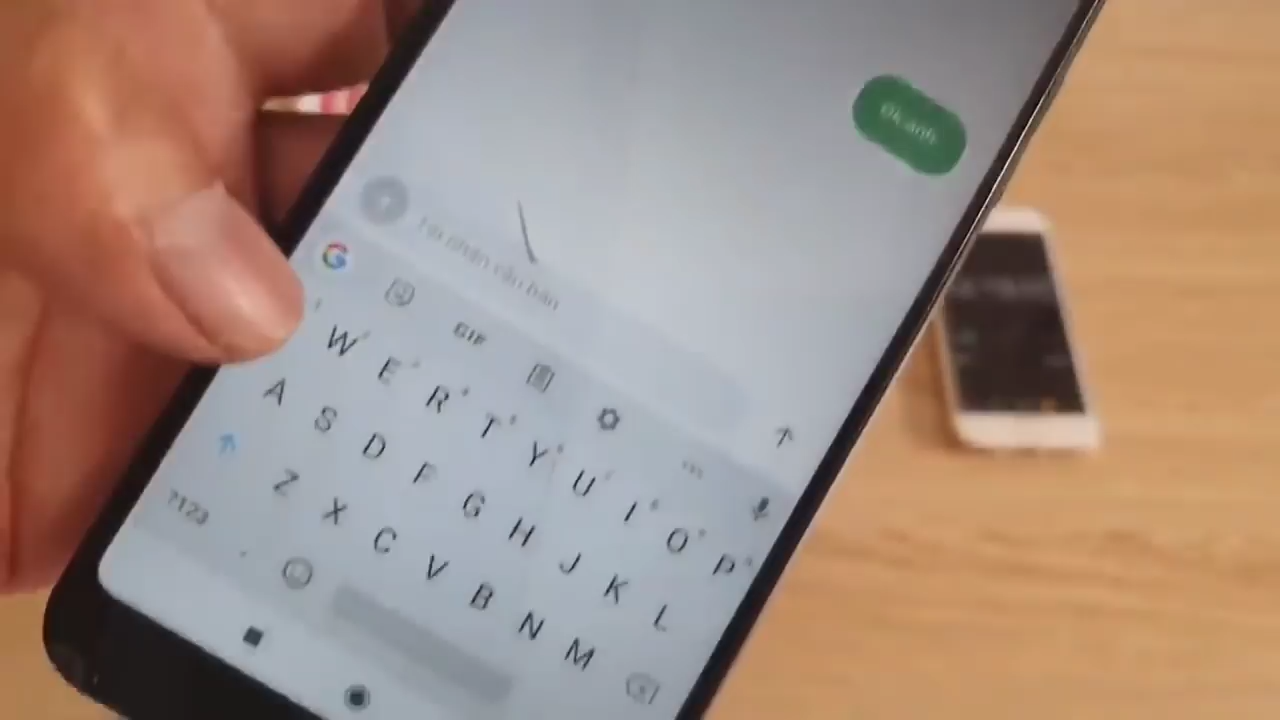 Ok anh
Tin nhắn văn bản
G
GIF
W E R T Y U I O P
A S D F G H J K L
Z X C V B N M
?123